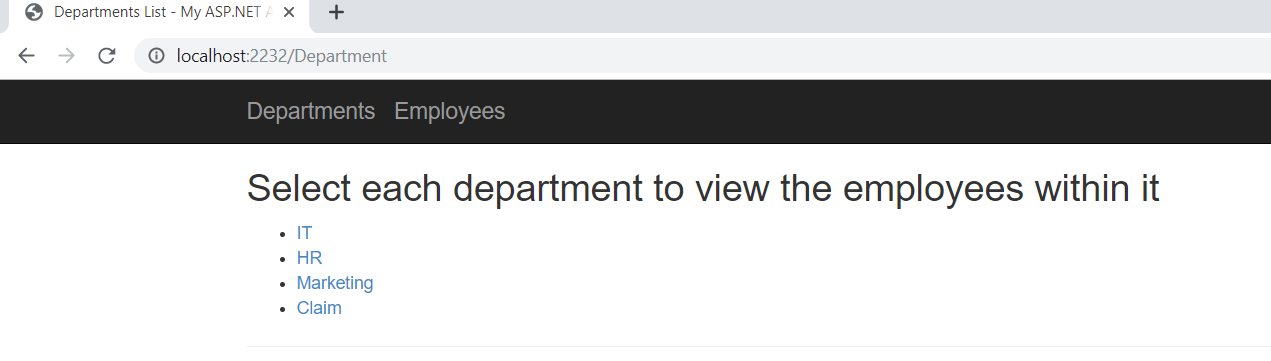 Departments List - My ASP.NET A
localhost:2232/Department
Departments Employees
Select each department to view the employees within it
IT
HR
Marketing
Claim